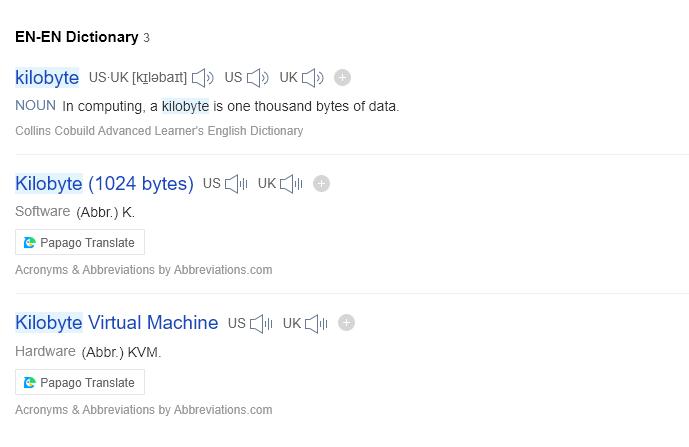 EN-EN Dictionary 3
kilobyte US·UK [kɪləbaɪt] US UK
NOUN In computing, a kilobyte is one thousand bytes of data.
Collins Cobuild Advanced Learner's English Dictionary
Kilobyte (1024 bytes) US UK
Software (Abbr.) K.
Papago Translate
Acronyms & Abbreviations by Abbreviations.com
Kilobyte Virtual Machine US UK
Hardware (Abbr.) KVM.
Papago Translate
Acronyms & Abbreviations by Abbreviations.com